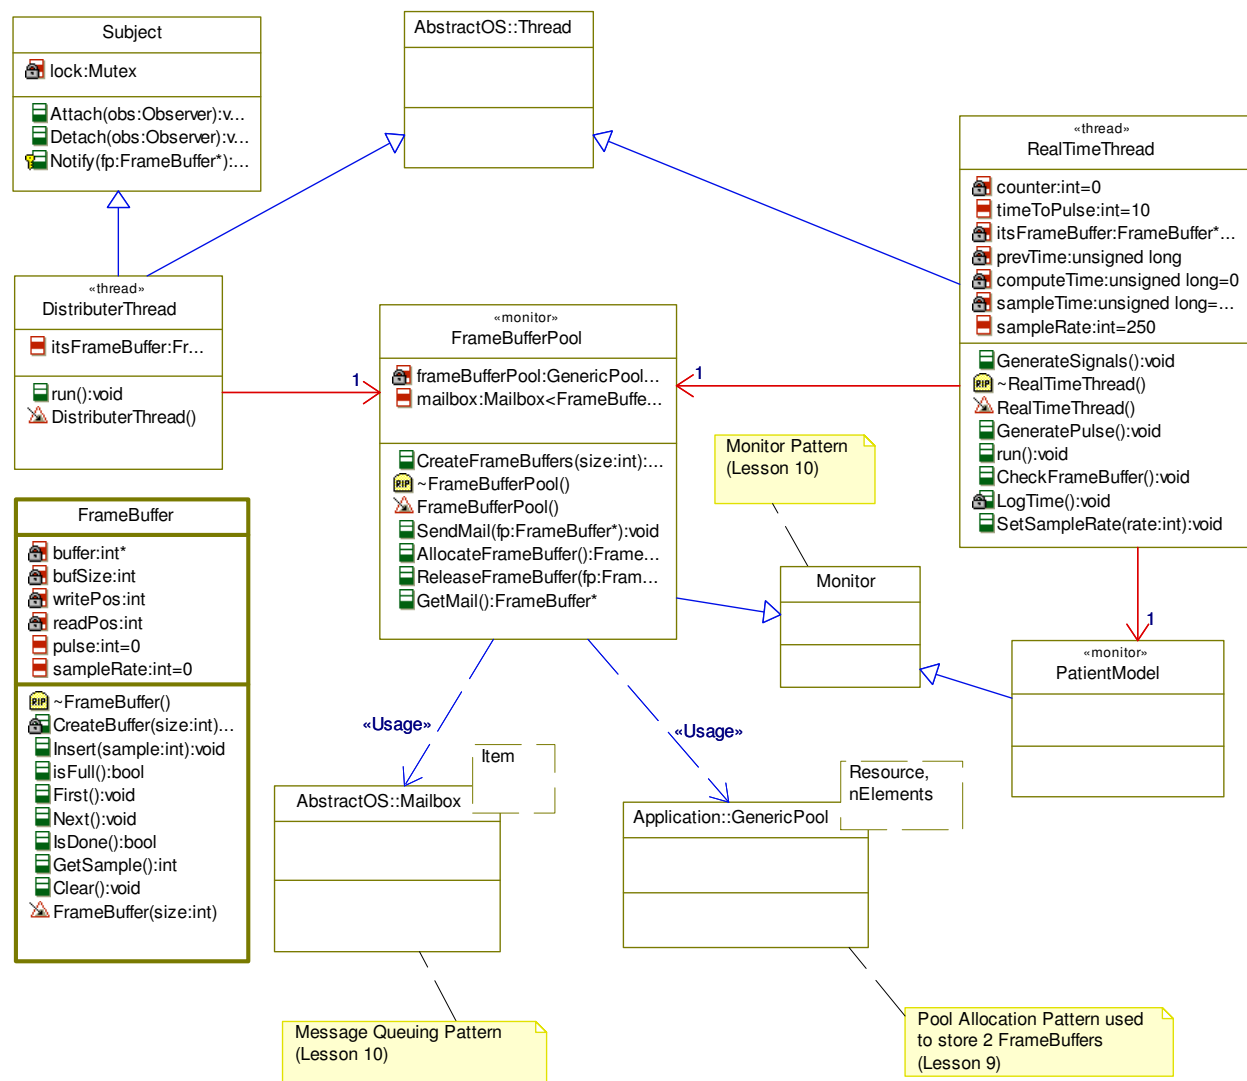 Subject
lock:Mutex
Attach(obs:Observer):v...
Detach(obs:Observer):v...
Notify(fp:FrameBuffer*):...
AbstractOS::Thread
«thread»
RealTimeThread
counter:int=0
timeToPulse:int=10
itsFrameBuffer:FrameBuffer*...
prevTime:unsigned long
computeTime:unsigned long=0
sampleTime:unsigned long=...
sampleRate:int=250
GenerateSignals():void
RIP ~RealTimeThread()
RealTimeThread()
GeneratePulse():void
run():void
CheckFrameBuffer():void
LogTime():void
SetSampleRate(rate:int):void
«thread»
DistributerThread
itsFrameBuffer:Fr...
run():void
DistributerThread()
1
«monitor»
FrameBufferPool
frameBufferPool:GenericPool...
mailbox:Mailbox<FrameBuffe...
CreateFrameBuffers(size:int):...
RIP ~FrameBufferPool()
FrameBufferPool()
SendMail(fp:FrameBuffer*):void
AllocateFrameBuffer():Frame...
ReleaseFrameBuffer(fp:Fram...
GetMail():FrameBuffer*
1
Monitor Pattern
(Lesson 10)
Monitor
1
«monitor»
PatientModel
FrameBuffer
buffer:int*
bufSize:int
writePos:int
readPos:int
pulse:int=0
sampleRate:int=0
RIP ~FrameBuffer()
CreateBuffer(size:int)...
Insert(sample:int):void
isFull():bool
First():void
Next():void
IsDone():bool
GetSample():int
Clear():void
FrameBuffer(size:int)
«Usage»
«Usage»
Item
AbstractOS::Mailbox
Resource,
nElements
Application::GenericPool
Message Queuing Pattern
(Lesson 10)
Pool Allocation Pattern used
to store 2 FrameBuffers
(Lesson 9)